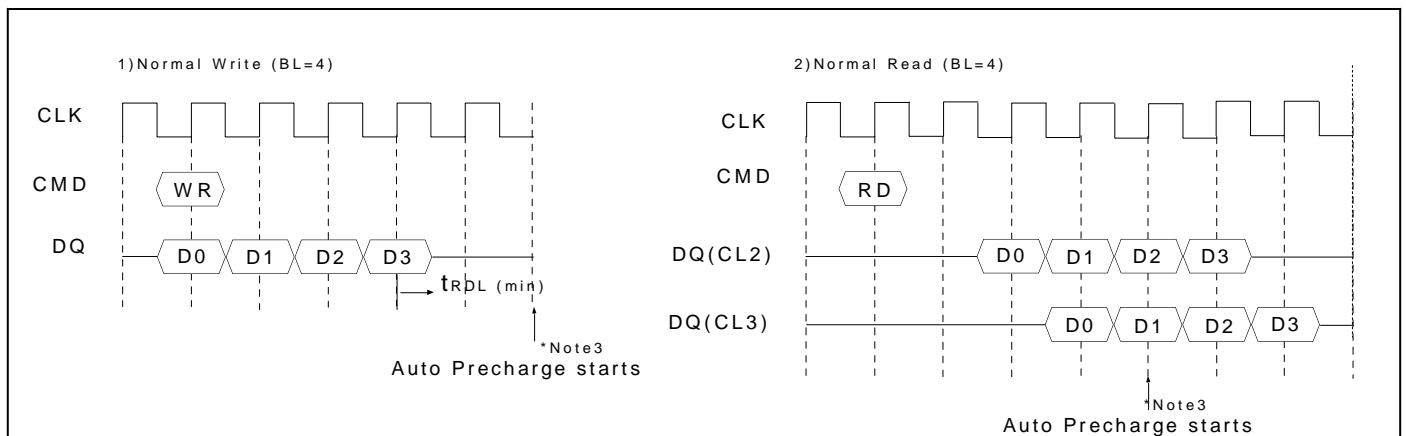 1)Normal Write (BL=4)
CLK
CMD
WR
DQ
D0 D1 D2 D3
tRDL (min)
*Note3
Auto Precharge starts
2)Normal Read (BL=4)
CLK
CMD
RD
DQ(CL2)
D0 D1 D2 D3
DQ(CL3)
D0 D1 D2 D3
*Note3
Auto Precharge starts